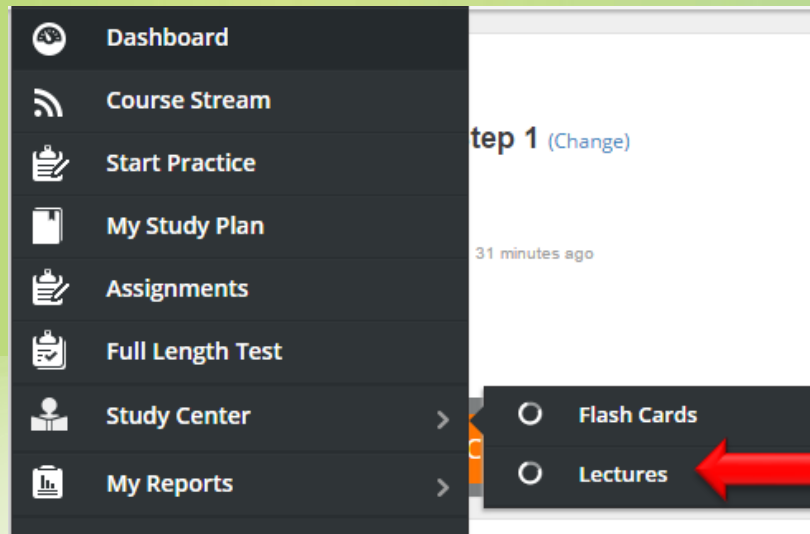 Dashboard
Course Stream
tep 1 (Change)
Start Practice
My Study Plan
31 minutes ago
Assignments
Full Length Test
Study Center
Flash Cards
C
Lectures
My Reports